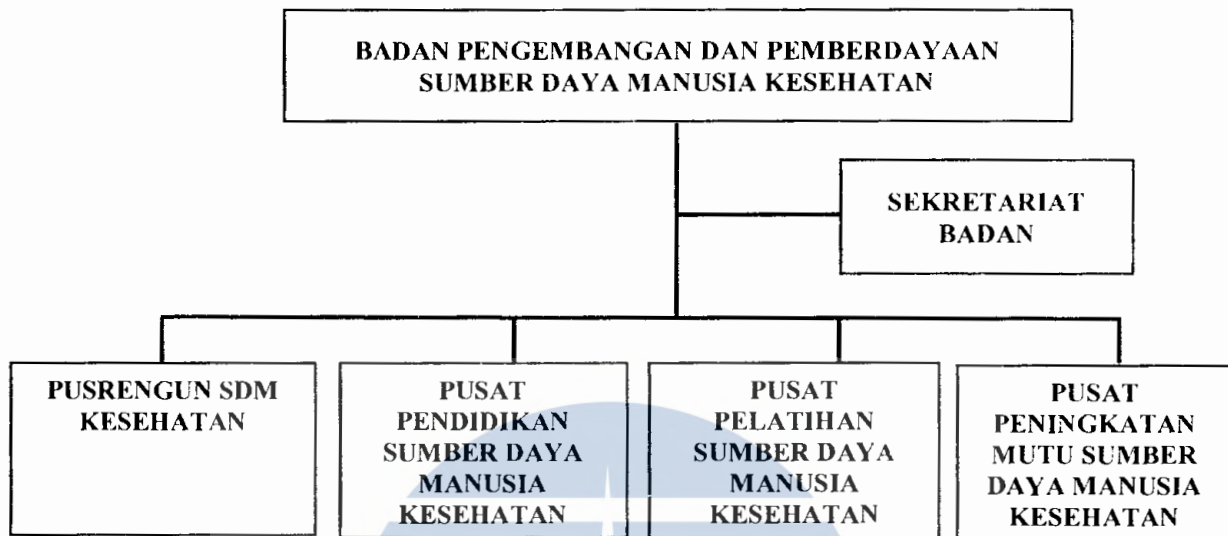 BADAN PENGEMBANGAN DAN PEMBERDAYAAN
SUMBER DAYA MANUSIA KESEHATAN
SEKRETARIAT
BADAN
PUSRENGUN SDM
KESEHATAN
PUSAT
PENDIDIKAN
SUMBER DAYA
MANUSIA
KESEHATAN
PUSAT
PELATIHAN
SUMBER DAYA
MANUSIA
KESEHATAN
PUSAT
PENINGKATAN
MUTU SUMBER
DAYA MANUSIA
KESEHATAN